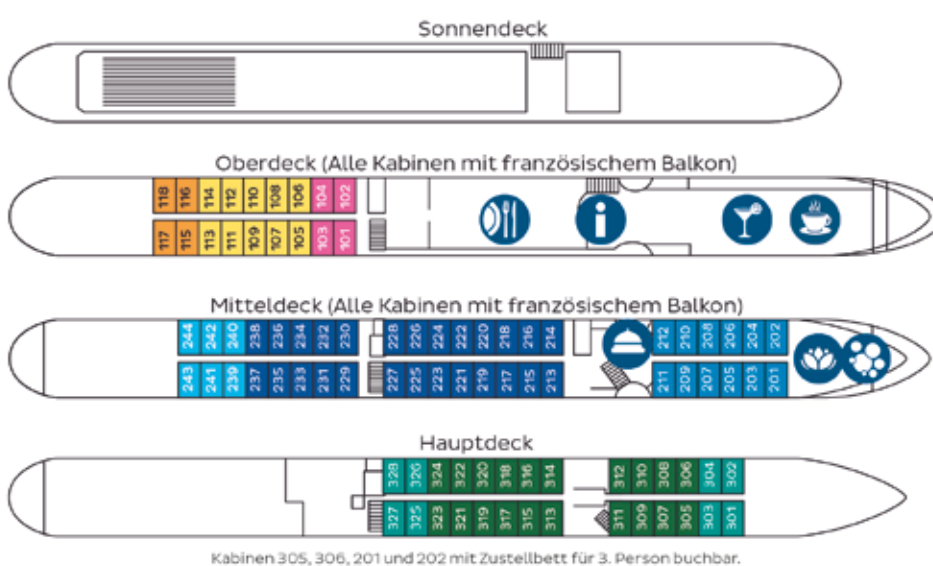 Sonnendeck
Oberdeck (Alle Kabinen mit französischem Balkon)
118 116 114 112 110 108 106 104 102
117 115 113 111 109 107 105 103 101
Mitteldeck (Alle Kabinen mit französischem Balkon)
244 242 240 238 236 234 232 230 228 226 224 222 220 218 216 214 212 210 208 206 204 202
243 241 239 237 235 233 231 229 227 225 223 221 219 217 215 213 211 209 207 205 203 201
Hauptdeck
328 326 324 322 320 318 316 314 312 310 308 306 304 302
327 325 323 321 319 317 315 313 311 309 307 305 303 301
Kabinen 305, 306, 201 und 202 mit Zustellbett für 3. Person buchbar.